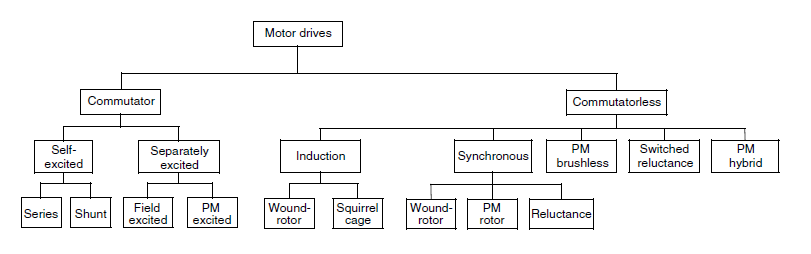 Motor drives
Commutator
Commutatorless
Self-
excited
Separately
excited
Induction
Synchronous
PM
brushless
Switched
reluctance
PM
hybrid
Series
Shunt
Field
excited
PM
excited
Wound-
rotor
Squirrel
cage
Wound-
rotor
PM
rotor
Reluctance